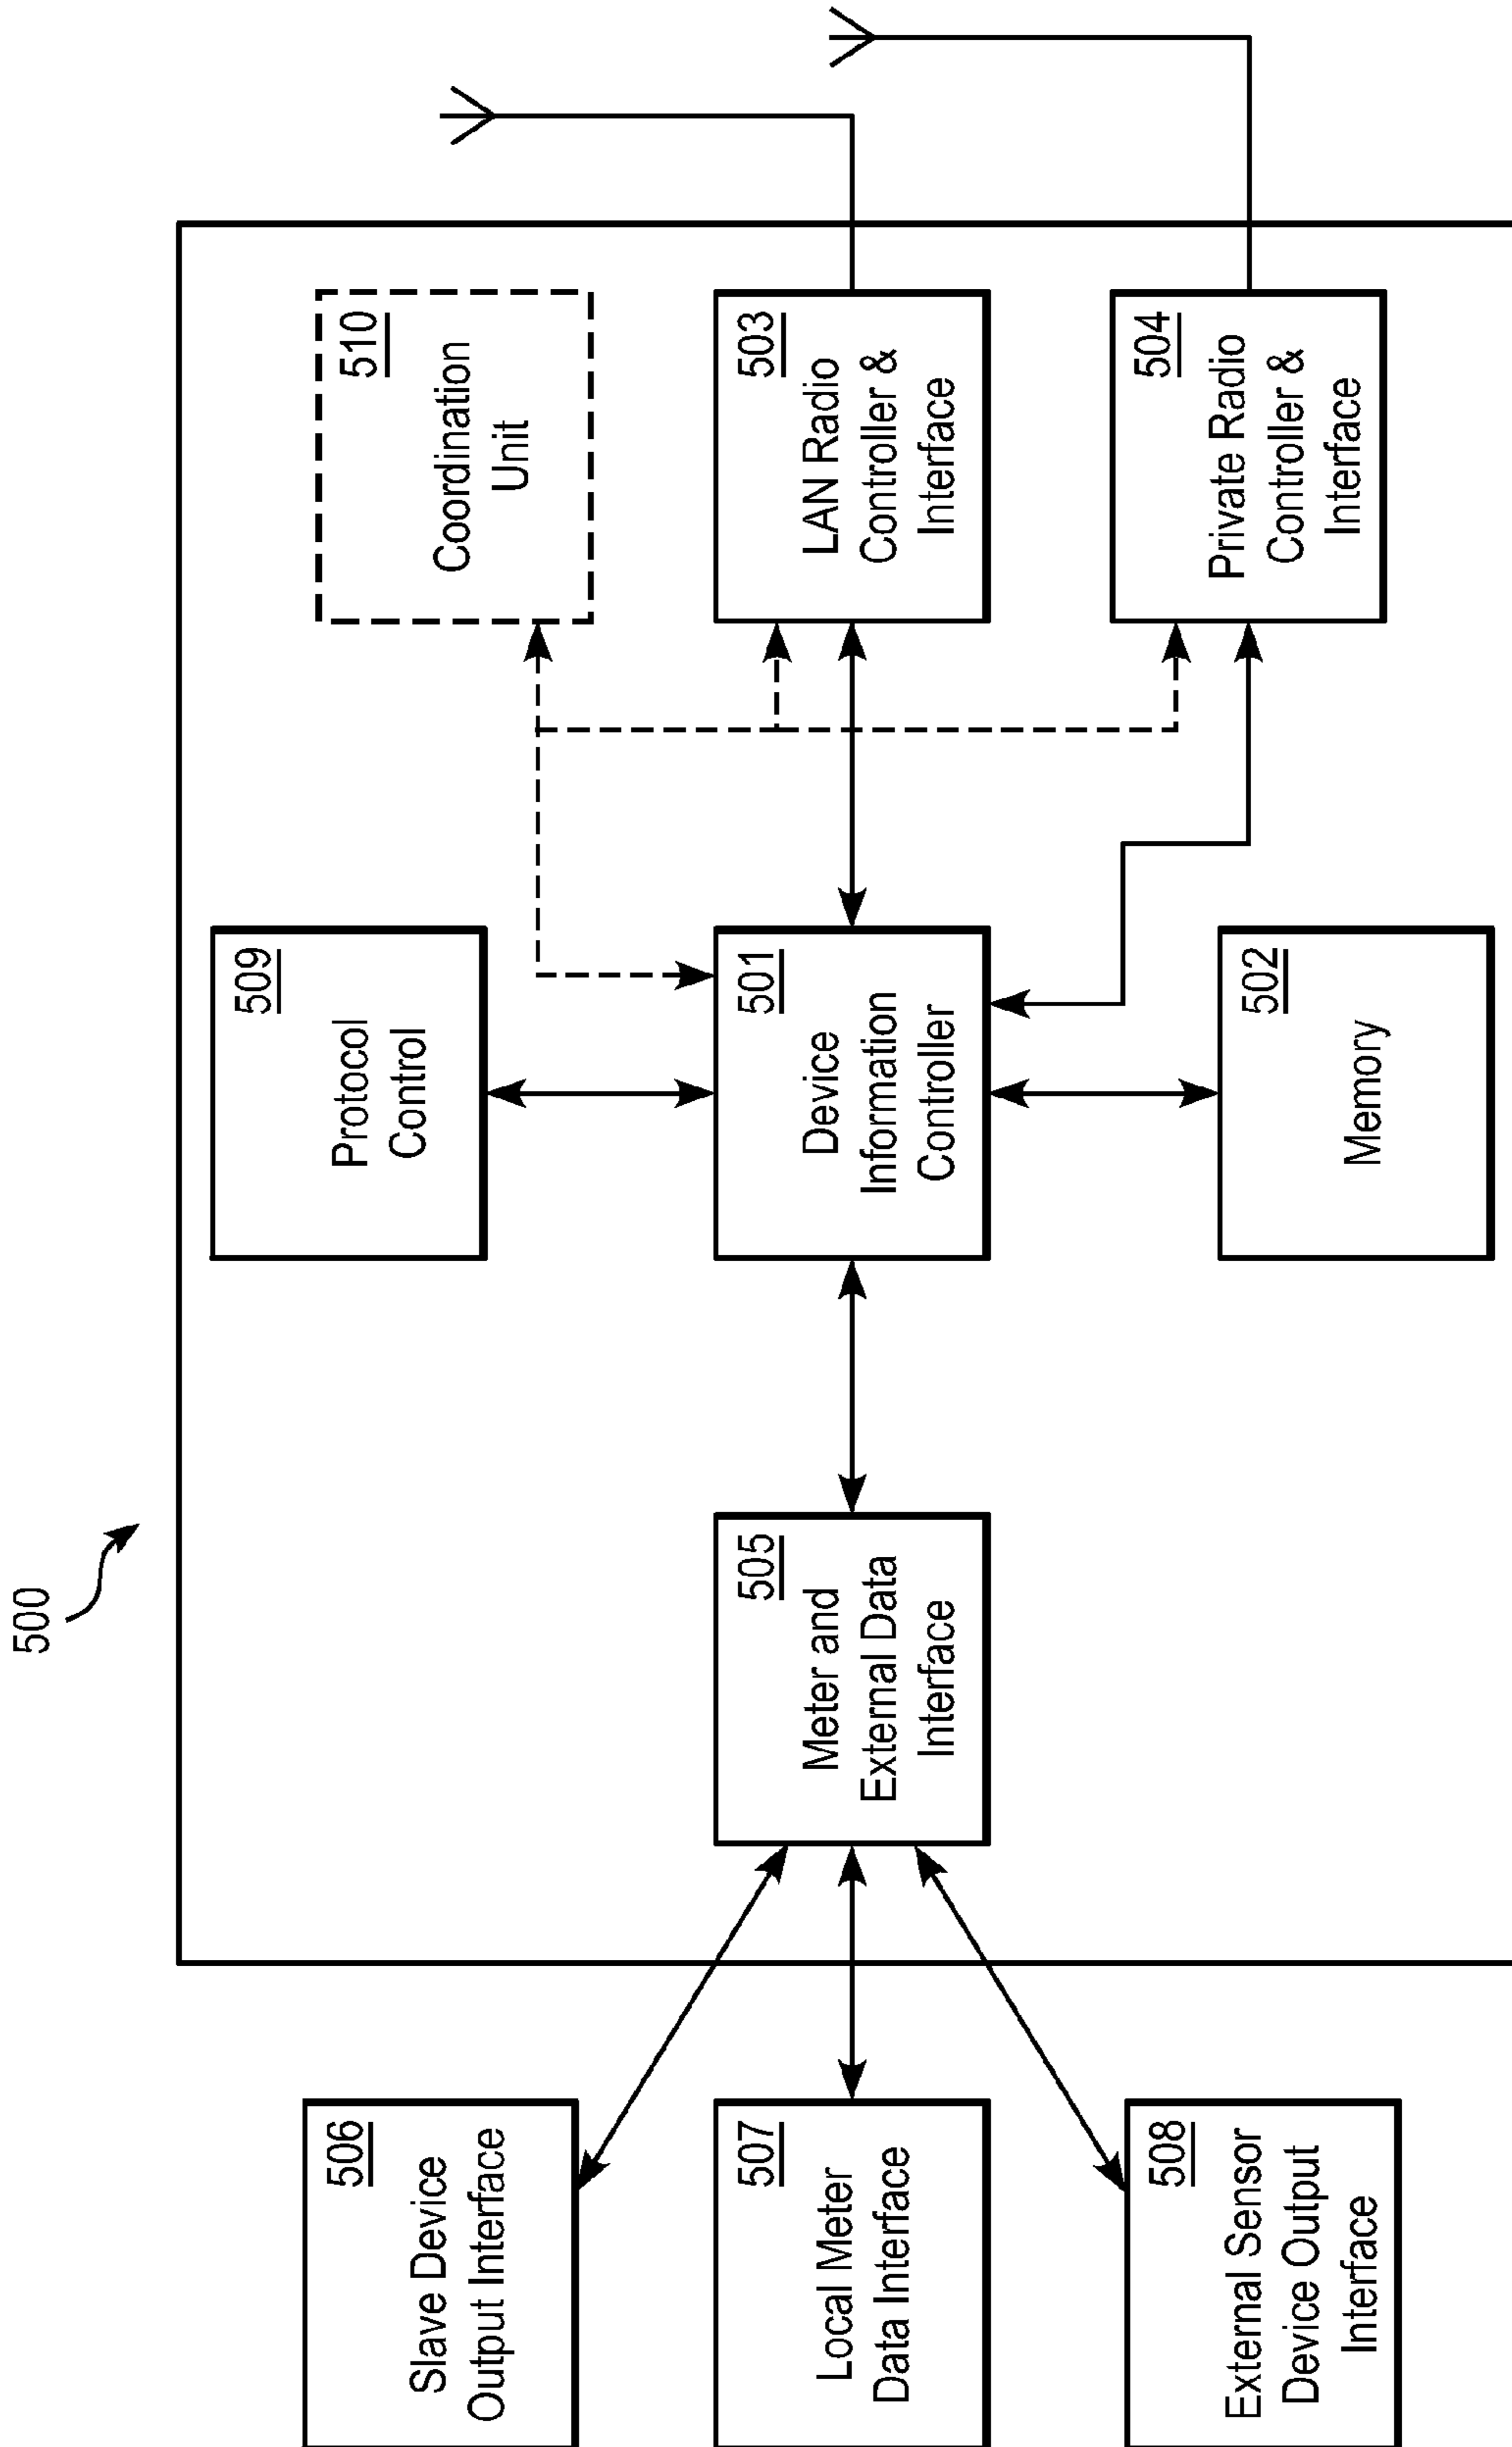 500
509
Protocol
Control
510
Coordination
Unit
506
Slave Device
Output Interface
505
Meter and
External Data
Interface
501
Device
Information
Controller
503
LAN Radio
Controller &
Interface
507
Local Meter
Data Interface
508
External Sensor
Device Output
Interface
502
Memory
504
Private Radio
Controller &
Interface